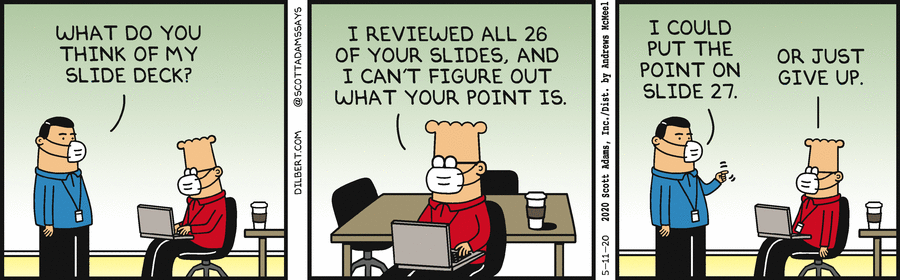 WHAT DO YOU
THINK OF MY
SLIDE DECK?
@SCOTTADAMSSAYS
DILBERT.COM
I REVIEWED ALL 26
OF YOUR SLIDES, AND
I CAN'T FIGURE OUT
WHAT YOUR POINT IS.
5-11-20 2020 Scott Adams, Inc./Dist. by Andrews McMeel
I COULD
PUT THE
POINT ON
SLIDE 27.
OR JUST
GIVE UP.